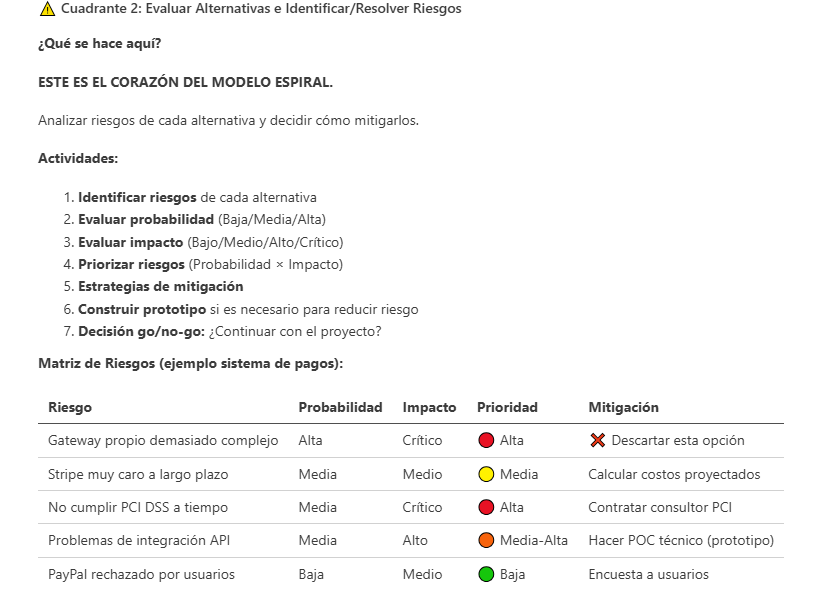 ⚠ Cuadrante 2: Evaluar Alternativas e Identificar/Resolver Riesgos
¿Qué se hace aquí?
ESTE ES EL CORAZÓN DEL MODELO ESPIRAL.
Analizar riesgos de cada alternativa y decidir cómo mitigarlos.
Actividades:
1. Identificar riesgos de cada alternativa
2. Evaluar probabilidad (Baja/Media/Alta)
3. Evaluar impacto (Bajo/Medio/Alto/Crítico)
4. Priorizar riesgos (Probabilidad × Impacto)
5. Estrategias de mitigación
6. Construir prototipo si es necesario para reducir riesgo
7. Decisión go/no-go: ¿Continuar con el proyecto?
Matriz de Riesgos (ejemplo sistema de pagos):
Riesgo Probabilidad Impacto Prioridad Mitigación
Gateway propio demasiado complejo Alta Crítico 🔴 Alta ❌ Descartar esta opción
Stripe muy caro a largo plazo Media Medio 🟡 Media Calcular costos proyectados
No cumplir PCI DSS a tiempo Media Crítico 🔴 Alta Contratar consultor PCI
Problemas de integración API Media Alto 🟠 Media-Alta Hacer POC técnico (prototipo)
PayPal rechazado por usuarios Baja Medio 🟢 Baja Encuesta a usuarios